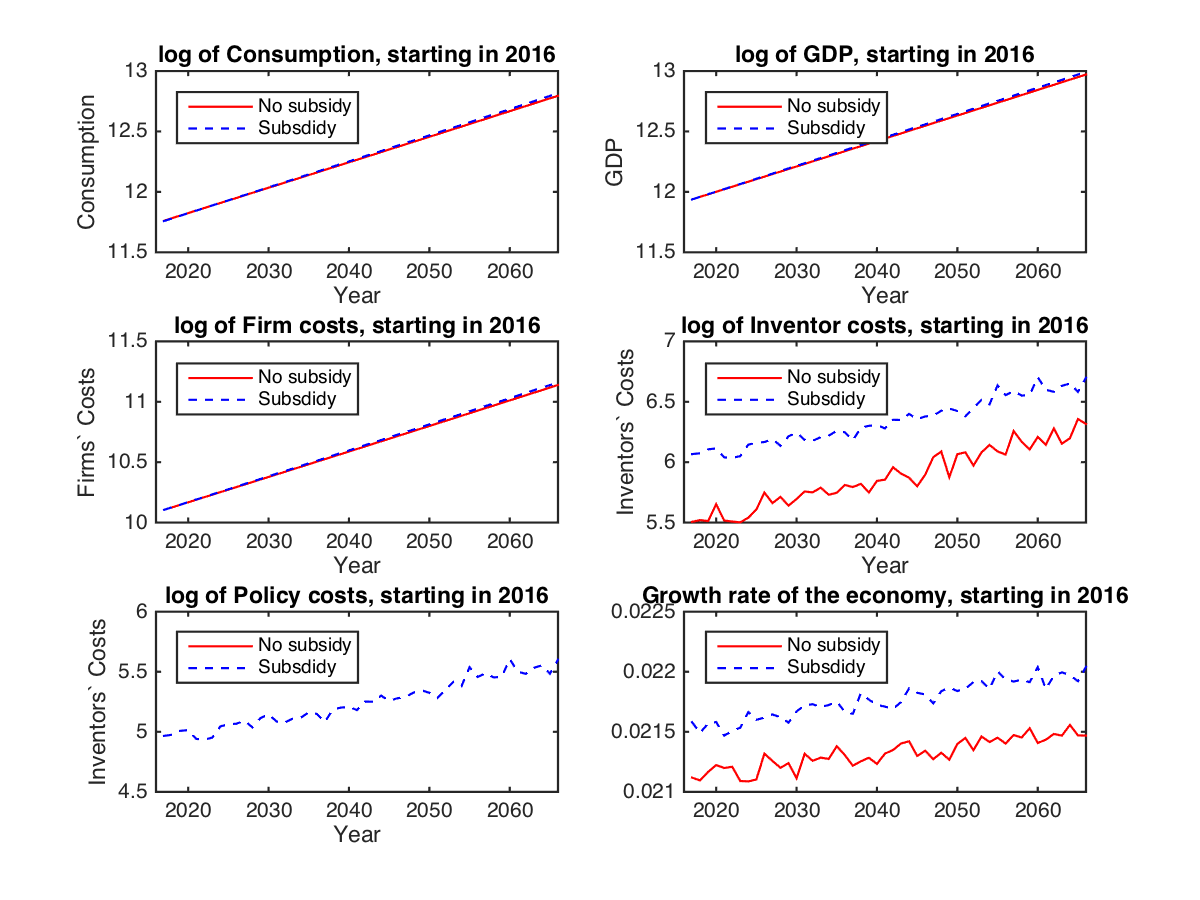 log of Consumption, starting in 2016
13
12.5
12
11.5
Consumption
No subsidy
Subsdidy
2020 2030 2040 2050 2060
Year
log of GDP, starting in 2016
13
12.5
12
11.5
GDP
No subsidy
Subsdidy
2020 2030 2040 2050 2060
Year
log of Firm costs, starting in 2016
11.5
11
10.5
10
Firms` Costs
No subsidy
Subsdidy
2020 2030 2040 2050 2060
Year
log of Inventor costs, starting in 2016
7
6.5
6
5.5
Inventors` Costs
No subsidy
Subsdidy
2020 2030 2040 2050 2060
Year
log of Policy costs, starting in 2016
6
5.5
5
4.5
Inventors` Costs
No subsidy
Subsdidy
2020 2030 2040 2050 2060
Year
Growth rate of the economy, starting in 2016
0.0225
0.022
0.0215
0.021
No subsidy
Subsdidy
2020 2030 2040 2050 2060